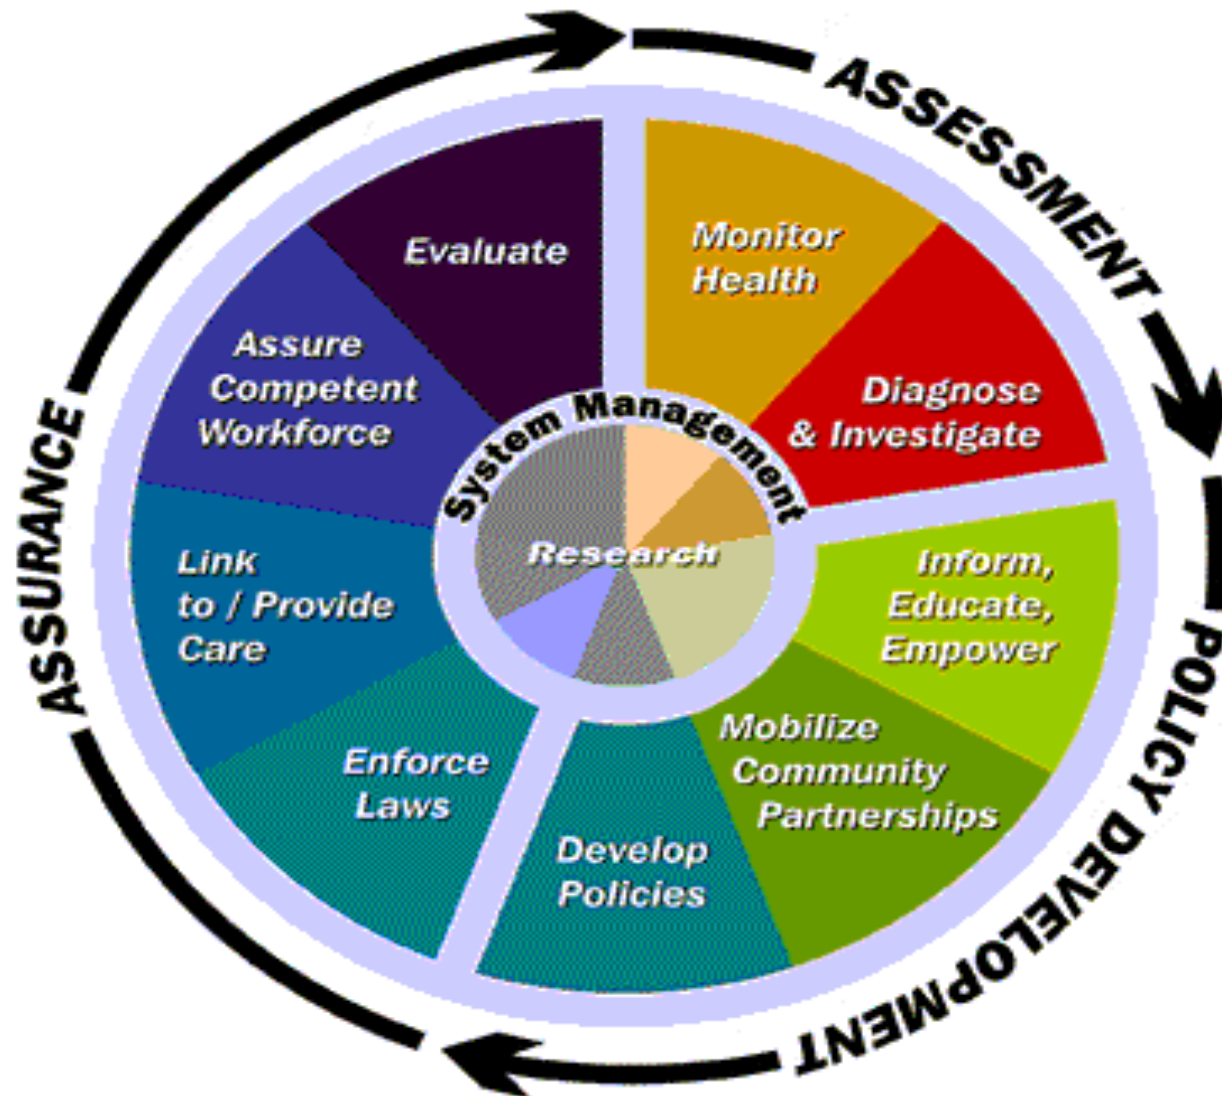 ASSESSMENT
Monitor
Health
Diagnose
& Investigate
POLICY DEVELOPMENT
Inform,
Educate,
Empower
Mobilize
Community
Partnerships
Develop
Policies
ASSURANCE
Enforce
Laws
Link
to / Provide
Care
Assure
Competent
Workforce
Evaluate
System Management
Research